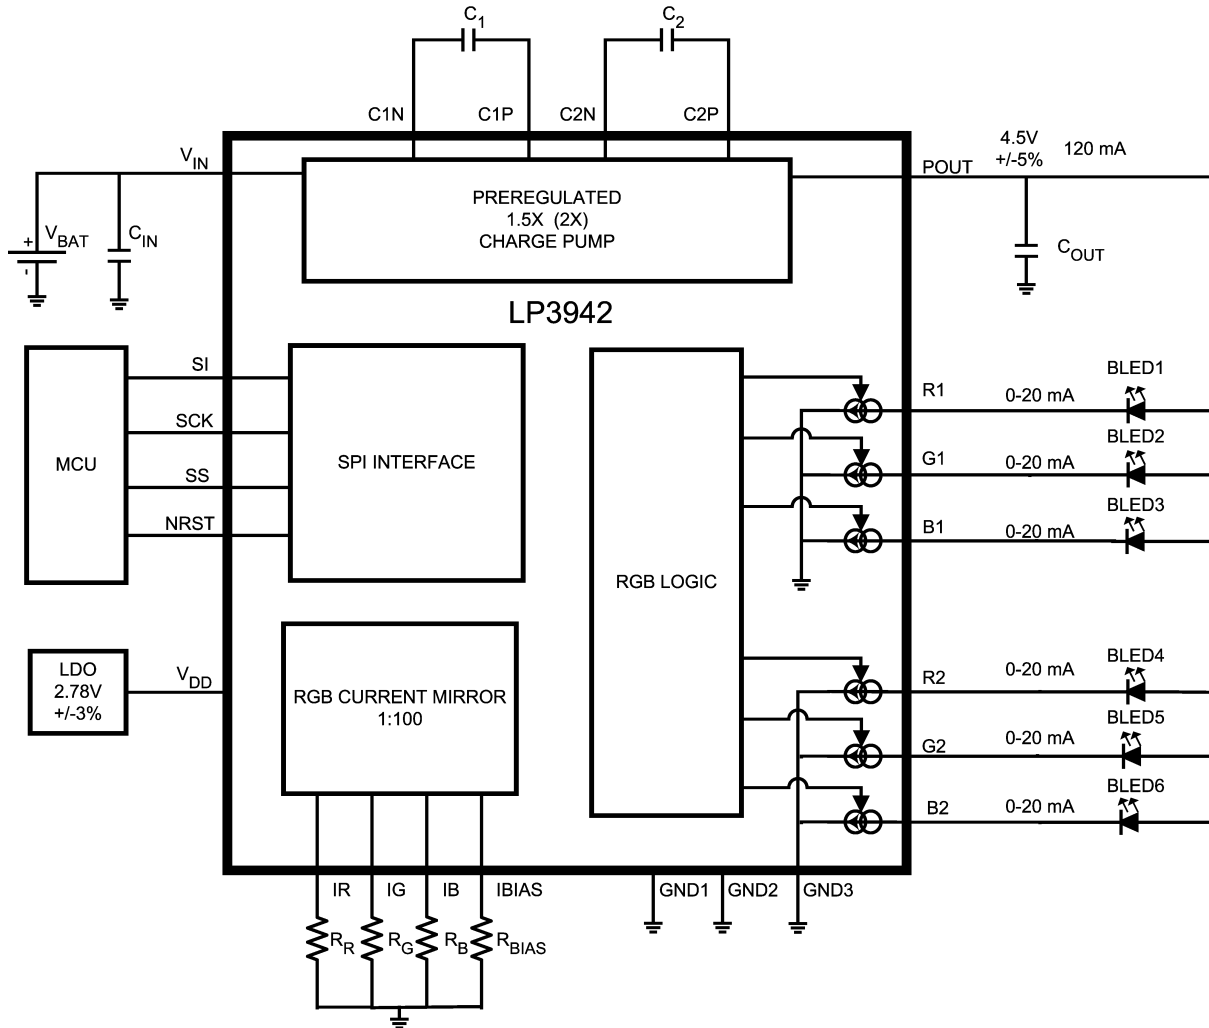 C1
C2
C1N
C1P
C2N
C2P
VIN
POUT
4.5V
+/-5%
120 mA
+
-
VBAT
CIN
PREREGULATED
1.5X (2X)
CHARGE PUMP
COUT
LP3942
MCU
SI
SCK
SS
NRST
SPI INTERFACE
RGB LOGIC
R1
0-20 mA
BLED1
G1
0-20 mA
BLED2
B1
0-20 mA
BLED3
LDO
2.78V
+/-3%
VDD
RGB CURRENT MIRROR
1:100
R2
0-20 mA
BLED4
G2
0-20 mA
BLED5
B2
0-20 mA
BLED6
IR
IG
IB
IBIAS
GND1
GND2
GND3
RR
RG
RB
RBIAS